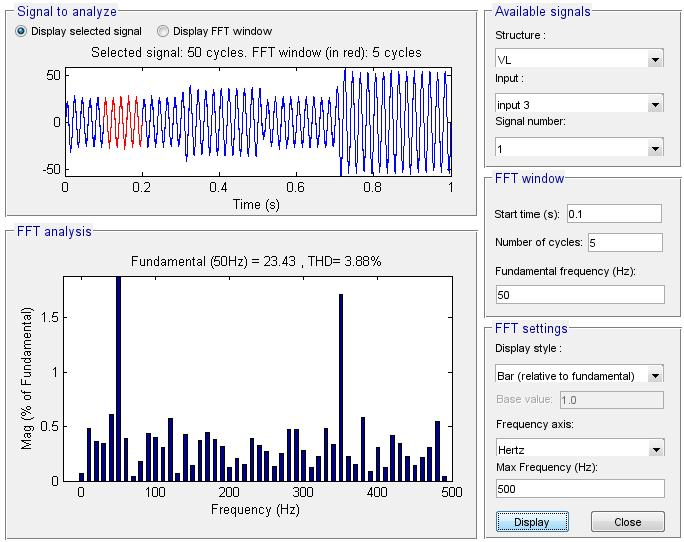 Signal to analyze
Display selected signal Display FFT window
Selected signal: 50 cycles. FFT window (in red): 5 cycles
50
0
-50
0 0.2 0.4 0.6 0.8 1
Time (s)
FFT analysis
Fundamental (50Hz) = 23.43 , THD= 3.88%
Mag (% of Fundamental)
1.5
1
0.5
0
0 100 200 300 400 500
Frequency (Hz)
Available signals
Structure :
VL
Input :
input 3
Signal number:
1
FFT window
Start time (s): 0.1
Number of cycles: 5
Fundamental frequency (Hz):
50
FFT settings
Display style :
Bar (relative to fundamental)
Base value: 1.0
Frequency axis:
Hertz
Max Frequency (Hz):
500
Display Close